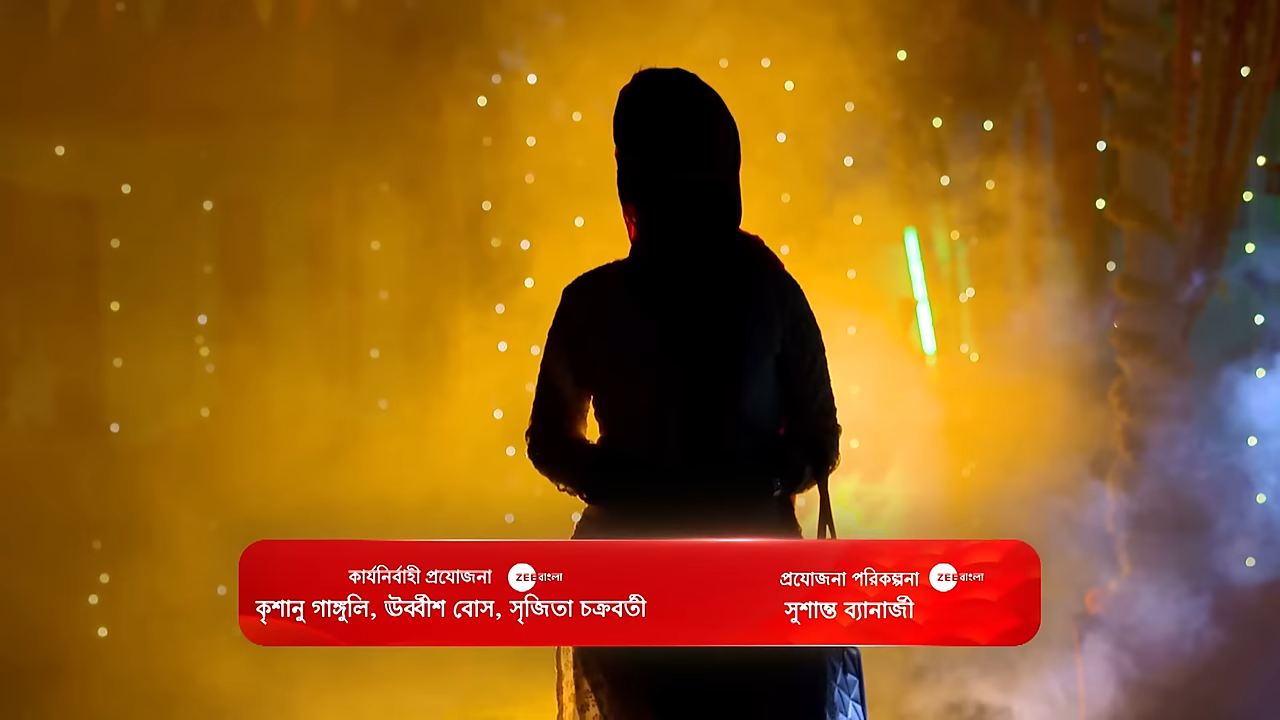 কার্যনির্বাহী প্রযোজনা ZEE বাংলা
কৃশানু গাঙ্গুলি, ঊর্ব্বীশ বোস, সৃজিতা চক্রবর্তী
প্রযোজনা পরিকল্পনা ZEE বাংলা
সুশান্ত ব্যানার্জী